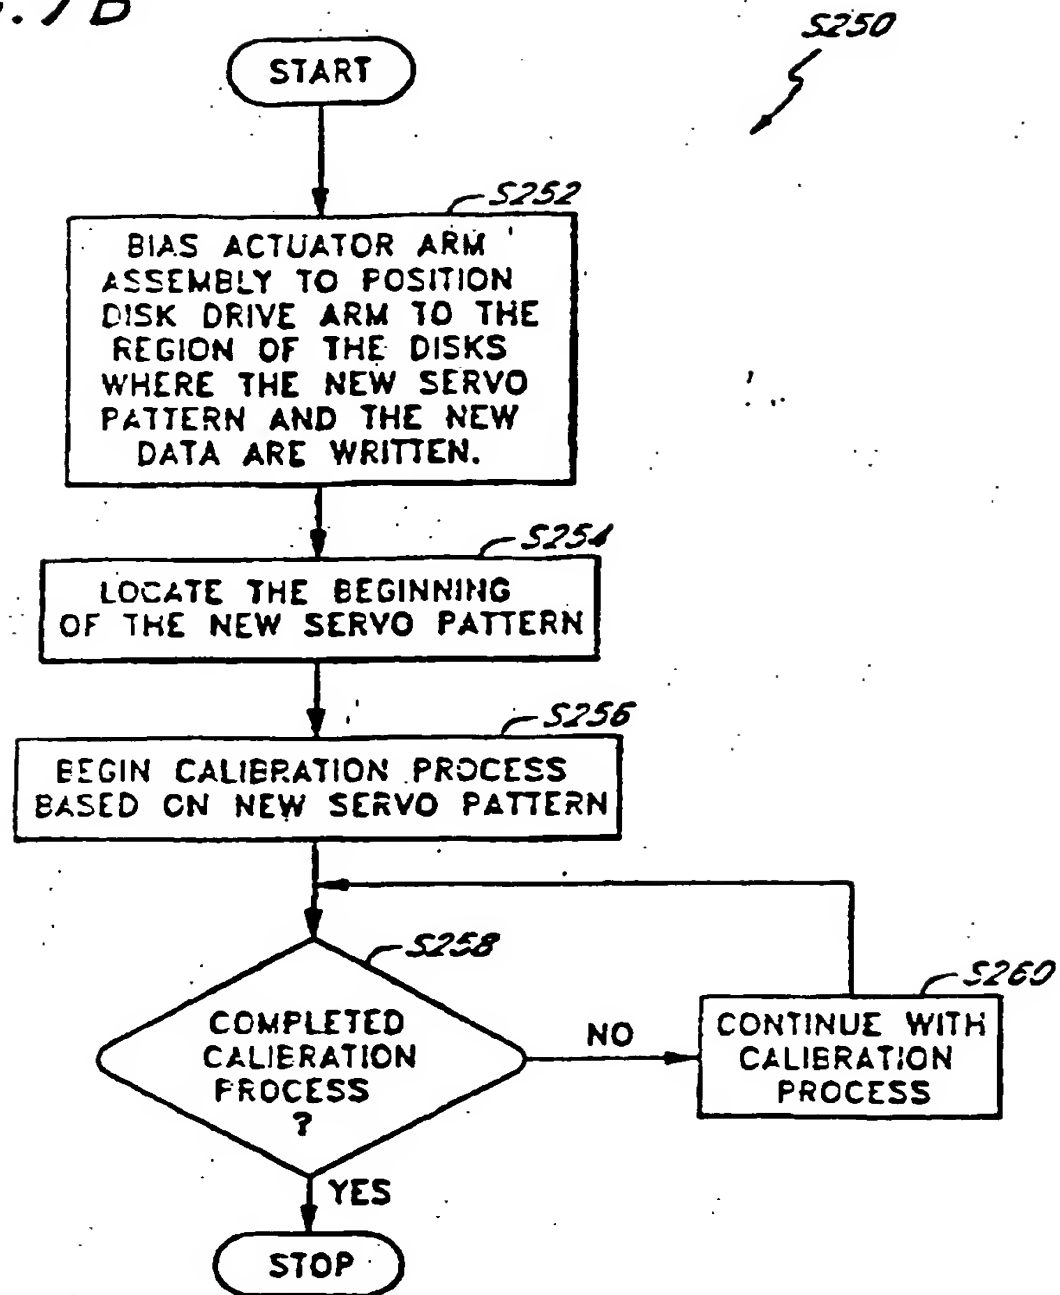 .7B
S250
START
S252
BIAS ACTUATOR ARM
ASSEMBLY TO POSITION
DISK DRIVE ARM TO THE
REGION OF THE DISKS
WHERE THE NEW SERVO
PATTERN AND THE NEW
DATA ARE WRITTEN.
S254
LOCATE THE BEGINNING
OF THE NEW SERVO PATTERN
S256
BEGIN CALIBRATION PROCESS
BASED ON NEW SERVO PATTERN
S258
COMPLETED
CALIBRATION
PROCESS
?
NO
S260
CONTINUE WITH
CALIBRATION
PROCESS
YES
STOP